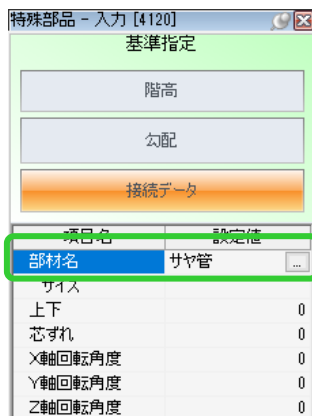 特殊部品 - 入力 [4120]
基準指定
階高
勾配
接続データ
項目名 設定値
部材名 サヤ管 ...
サイズ
上下 0
芯ずれ 0
X軸回転角度 0
Y軸回転角度 0
Z軸回転角度 0